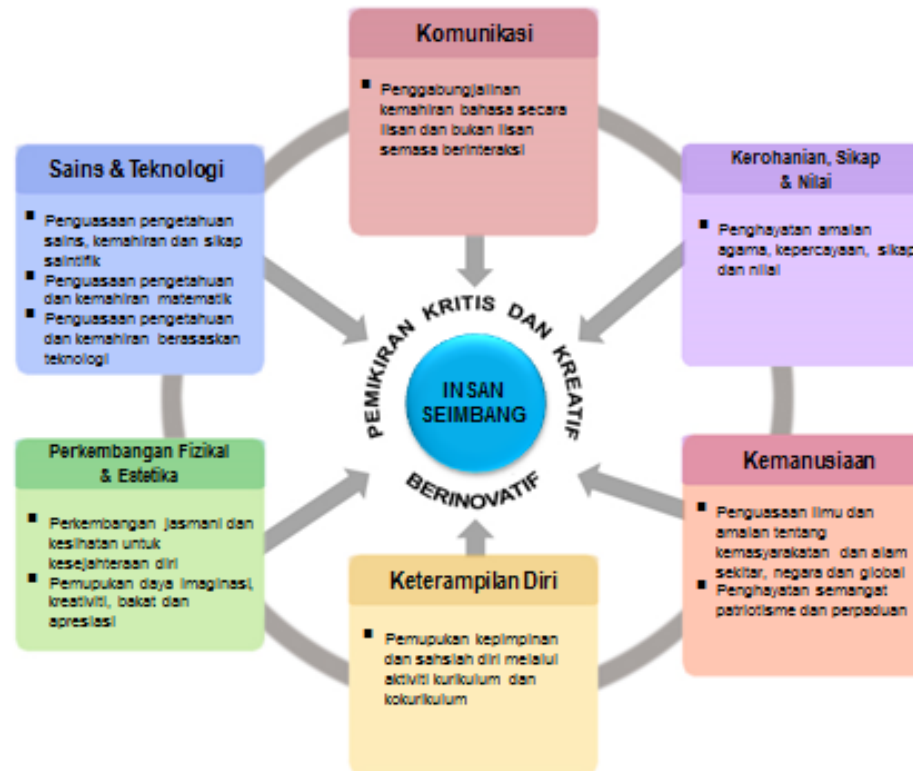 Komunikasi
▪ Penggabungjalinan
kemahiran bahasa secara
lisan dan bukan lisan
semasa berinteraksi
Kerohanian, Sikap
& Nilai
▪ Penghayatan amalan
agama, kepercayaan, sikap
dan nilai
Kemanusiaan
▪ Penguasaan ilmu dan
amalan tentang
kemasyarakatan dan alam
sekitar, negara dan global
▪ Penghayatan semangat
patriotisme dan perpaduan
Keterampilan Diri
▪ Pemupukan kepimpinan
dan sahsiah diri melalui
aktiviti kurikulum dan
kokurikulum
Perkembangan Fizikal
& Estetika
▪ Perkembangan jasmani dan
kesihatan untuk
kesejahteraan diri
▪ Pemupukan daya imaginasi,
kreativiti, bakat dan
apresiasi
Sains & Teknologi
▪ Penguasaan pengetahuan
sains, kemahiran dan sikap
saintifik
▪ Penguasaan pengetahuan
dan kemahiran matematik
▪ Penguasaan pengetahuan
dan kemahiran berasaskan
teknologi
PEMIKIRAN KRITIS DAN KREATIF
INSAN
SEIMBANG
BERINOVATIF